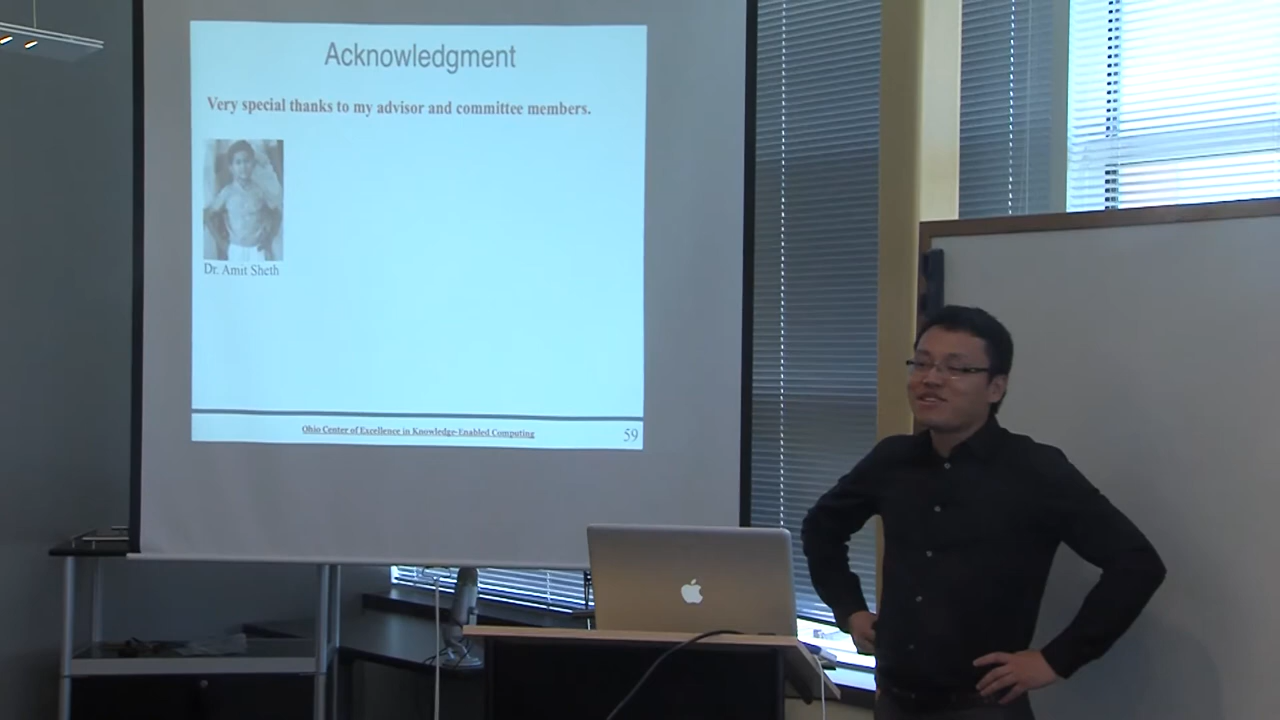 Acknowledgment
Very special thanks to my advisor and committee members.
Dr. Amit Sheth
Ohio Center of Excellence in Knowledge-Enabled Computing
59